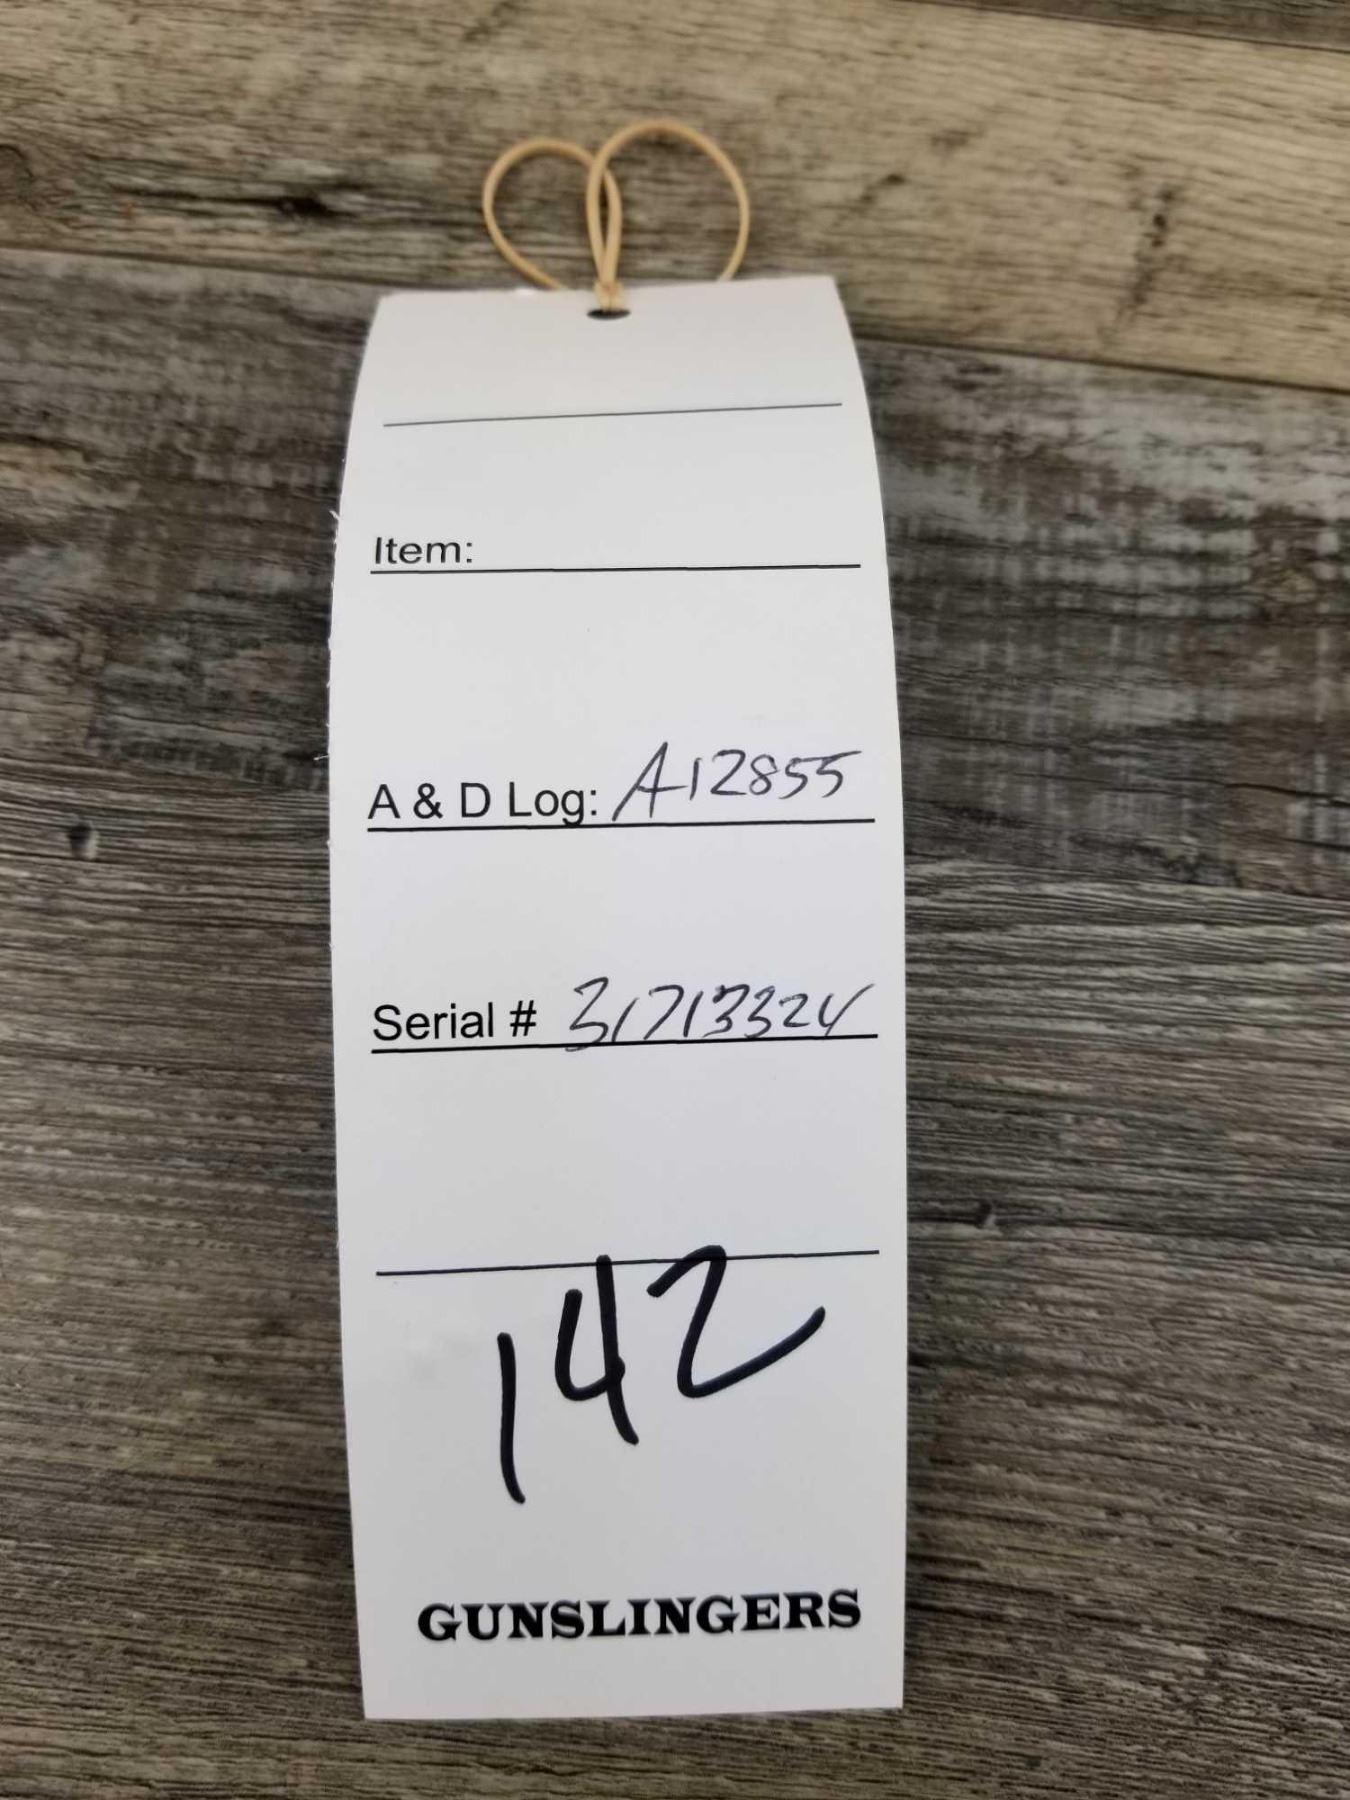 Item:
A & D Log: A12855
Serial # 31713324
142
GUNSLINGERS